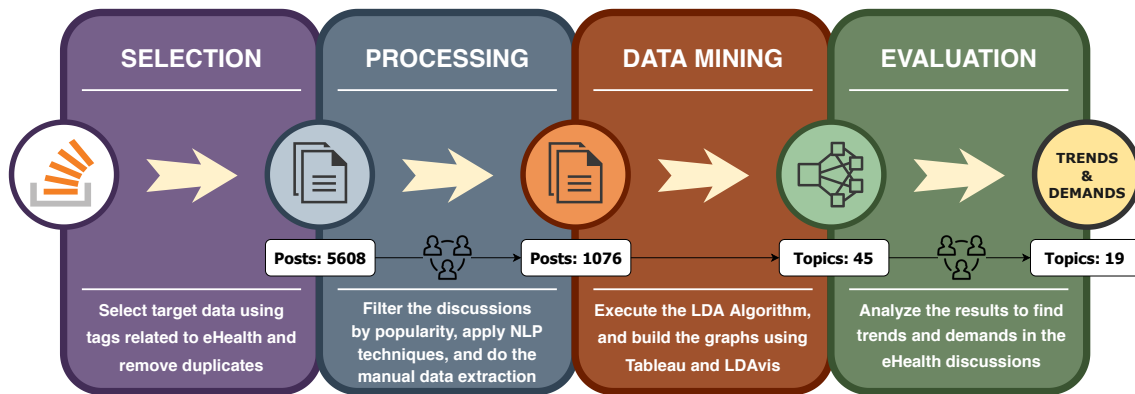 SELECTION
PROCESSING
DATA MINING
EVALUATION
TRENDS
&
DEMANDS
Posts: 5608
Posts: 1076
Topics: 45
Topics: 19
Select target data using
tags related to eHealth and
remove duplicates
Filter the discussions
by popularity, apply NLP
techniques, and do the
manual data extraction
Execute the LDA Algorithm,
and build the graphs using
Tableau and LDAvis
Analyze the results to find
trends and demands in the
eHealth discussions